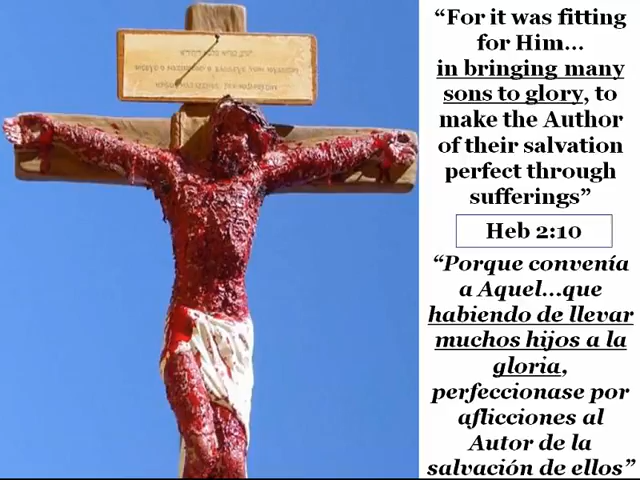 “For it was fitting
for Him...
in bringing many
sons to glory, to
make the Author
of their salvation
perfect through
sufferings”
Heb 2:10
“Porque convenía
a Aquel...que
habiendo de llevar
muchos hijos a la
gloria,
perfeccionase por
aflicciones al
Autor de la
salvación de ellos”